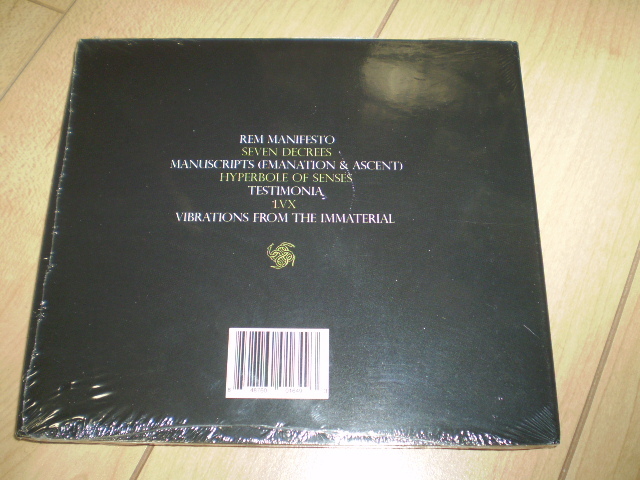 REM MANIFESTO
SEVEN DECREES
MANUSCRIPTS (EMANATION & ASCENT)
HYPERBOLE OF SENSES
TESTIMONIA
LVX
VIBRATIONS FROM THE IMMATERIAL